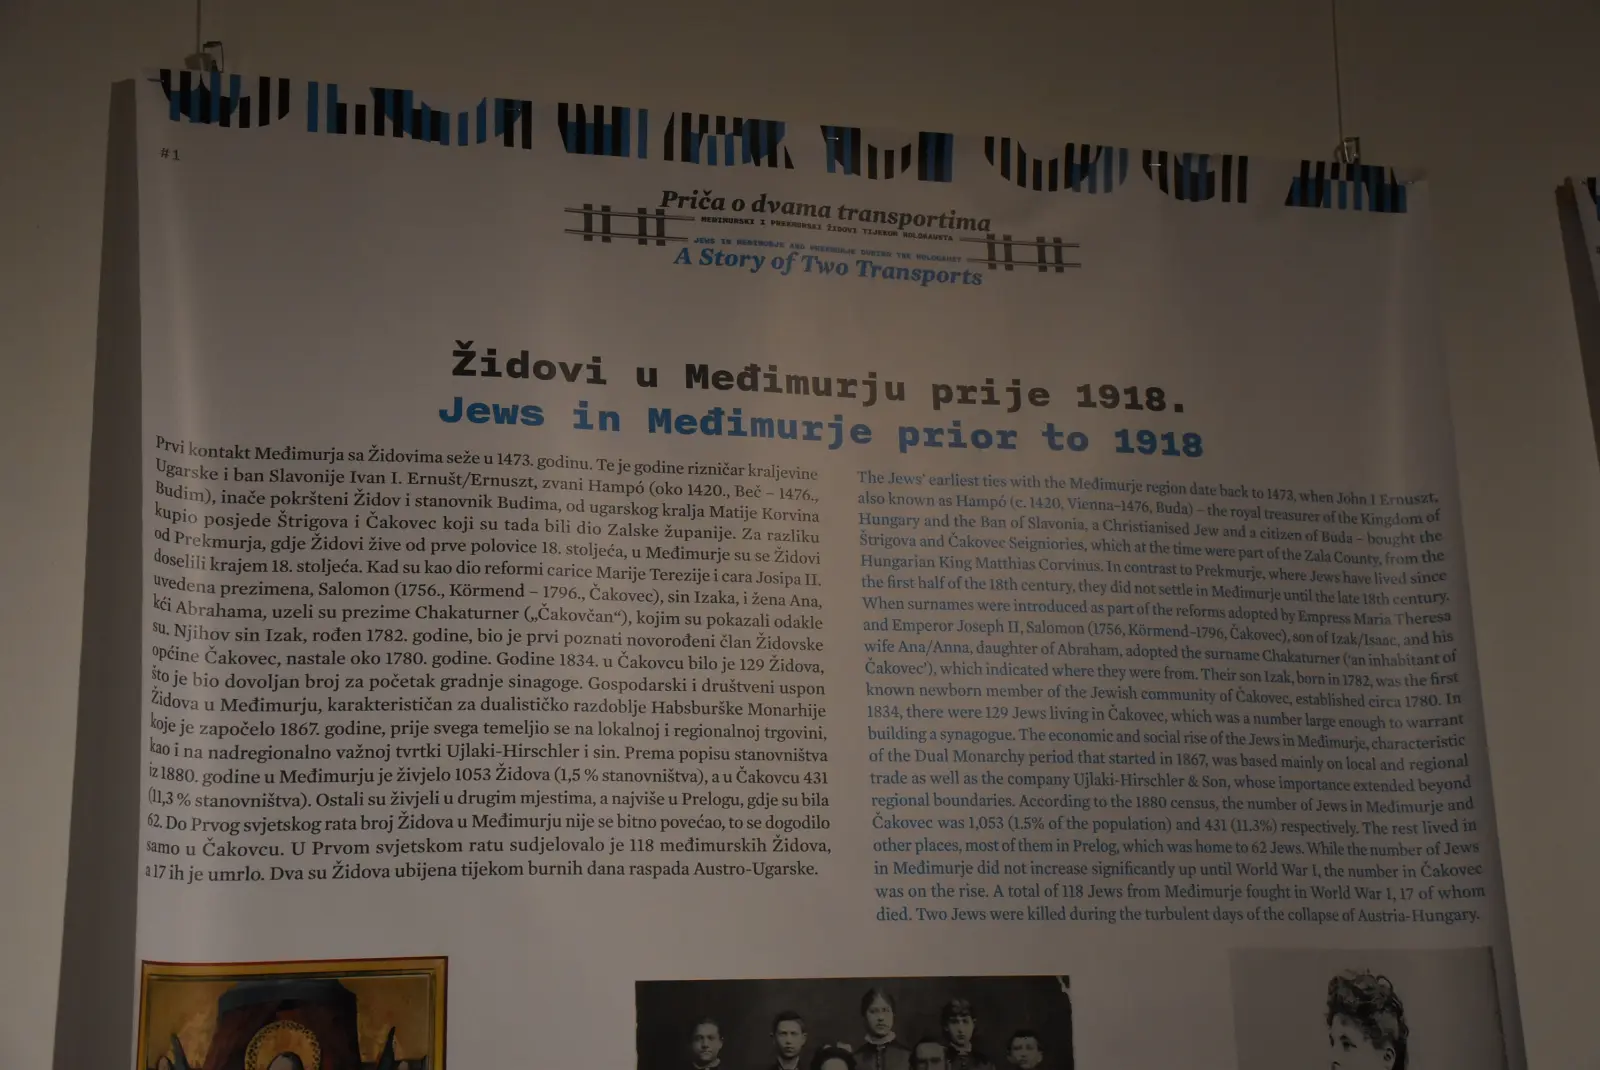 #1
Priča o dvama transportima
MEĐIMURSKI I PREKMURSKI ŽIDOVI TIJEKOM HOLOKAUSTA
JEWS IN MEĐIMURJE AND PREKMURJE DURING THE HOLOCAUST
A Story of Two Transports
Židovi u Međimurju prije 1918.
Jews in Međimurje prior to 1918
Prvi kontakt Međimurja sa Židovima seže u 1473. godinu. Te je godine rizničar kraljevine
Ugarske i ban Slavonije Ivan I. Ernušt/Ernuszt, zvani Hampó (oko 1420., Beč – 1476.,
Budim), inače pokršteni Židov i stanovnik Budima, od ugarskog kralja Matije Korvina
kupio posjede Štrigova i Čakovec koji su tada bili dio Zalske županije. Za razliku
od Prekmurja, gdje Židovi žive od prve polovice 18. stoljeća, u Međimurje su se Židovi
doselili krajem 18. stoljeća. Kad su kao dio reformi carice Marije Terezije i cara Josipa II.
uvedena prezimena, Salomon (1756., Körmend – 1796., Čakovec), sin Izaka, i žena Ana,
kći Abrahama, uzeli su prezime Chakaturner („Čakovčan“), kojim su pokazali odakle
su. Njihov sin Izak, rođen 1782. godine, bio je prvi poznati novorođeni član Židovske
općine Čakovec, nastale oko 1780. godine. Godine 1834. u Čakovcu bilo je 129 Židova,
što je bio dovoljan broj za početak gradnje sinagoge. Gospodarski i društveni uspon
Židova u Međimurju, karakterističan za dualističko razdoblje Habsburške Monarhije
koje je započelo 1867. godine, prije svega temeljio se na lokalnoj i regionalnoj trgovini,
kao i na nadregionalno važnoj tvrtki Ujlaki-Hirschler i sin. Prema popisu stanovništva
iz 1880. godine u Međimurju je živjelo 1053 Židova (1,5 % stanovništva), a u Čakovcu 431
(11,3 % stanovništva). Ostali su živjeli u drugim mjestima, a najviše u Prelogu, gdje su bila
62. Do Prvog svjetskog rata broj Židova u Međimurju nije se bitno povećao, to se dogodilo
samo u Čakovcu. U Prvom svjetskom ratu sudjelovalo je 118 međimurskih Židova,
a 17 ih je umrlo. Dva su Židova ubijena tijekom burnih dana raspada Austro-Ugarske.
The Jews' earliest ties with the Međimurje region date back to 1473, when John I Ernuszt,
also known as Hampó (c. 1420, Vienna–1476, Buda) – the royal treasurer of the Kingdom of
Hungary and the Ban of Slavonia, a Christianised Jew and a citizen of Buda – bought the
Štrigova and Čakovec Seigniories, which at the time were part of the Zala County, from the
Hungarian King Matthias Corvinus. In contrast to Prekmurje, where Jews have lived since
the first half of the 18th century, they did not settle in Međimurje until the late 18th century.
When surnames were introduced as part of the reforms adopted by Empress Maria Theresa
and Emperor Joseph II, Salomon (1756, Körmend–1796, Čakovec), son of Izak/Isaac, and his
wife Ana/Anna, daughter of Abraham, adopted the surname Chakaturner ('an inhabitant of
Čakovec'), which indicated where they were from. Their son Izak, born in 1782, was the first
known newborn member of the Jewish community of Čakovec, established circa 1780. In
1834, there were 129 Jews living in Čakovec, which was a number large enough to warrant
building a synagogue. The economic and social rise of the Jews in Međimurje, characteristic
of the Dual Monarchy period that started in 1867, was based mainly on local and regional
trade as well as the company Ujlaki-Hirschler & Son, whose importance extended beyond
regional boundaries. According to the 1880 census, the number of Jews in Međimurje and
Čakovec was 1,053 (1.5% of the population) and 431 (11.3%) respectively. The rest lived in
other places, most of them in Prelog, which was home to 62 Jews. While the number of Jews
in Međimurje did not increase significantly up until World War I, the number in Čakovec
was on the rise. A total of 118 Jews from Međimurje fought in World War I, 17 of whom
died. Two Jews were killed during the turbulent days of the collapse of Austria-Hungary.